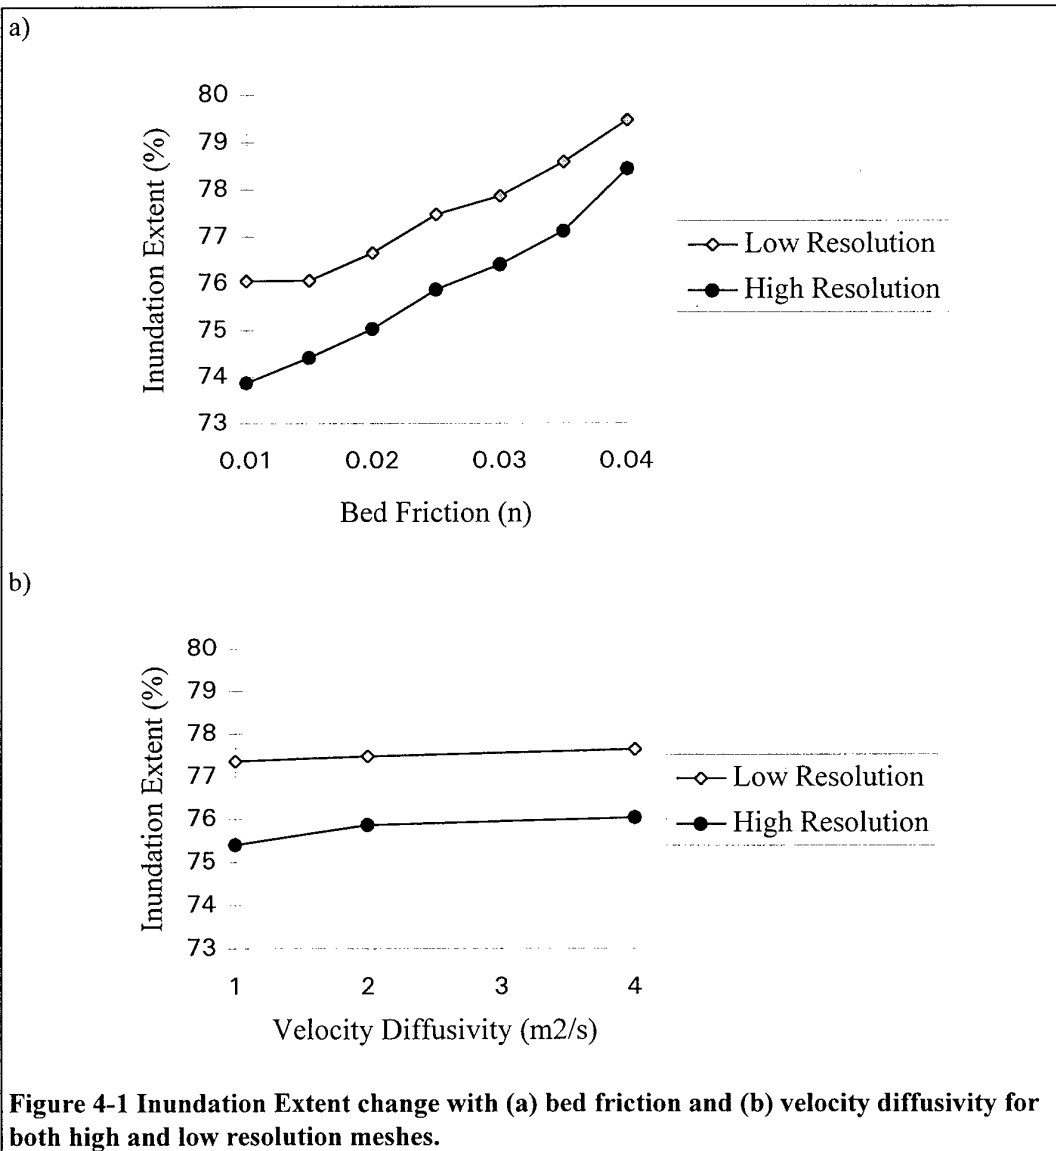 a)
80
79
78
77
76
75
74
73
Inundation Extent (%)
0.01 0.02 0.03 0.04
Bed Friction (n)
Low Resolution
High Resolution
b)
80
79
78
77
76
75
74
73
Inundation Extent (%)
1 2 3 4
Velocity Diffusivity (m2/s)
Low Resolution
High Resolution
Figure 4-1 Inundation Extent change with (a) bed friction and (b) velocity diffusivity for
both high and low resolution meshes.